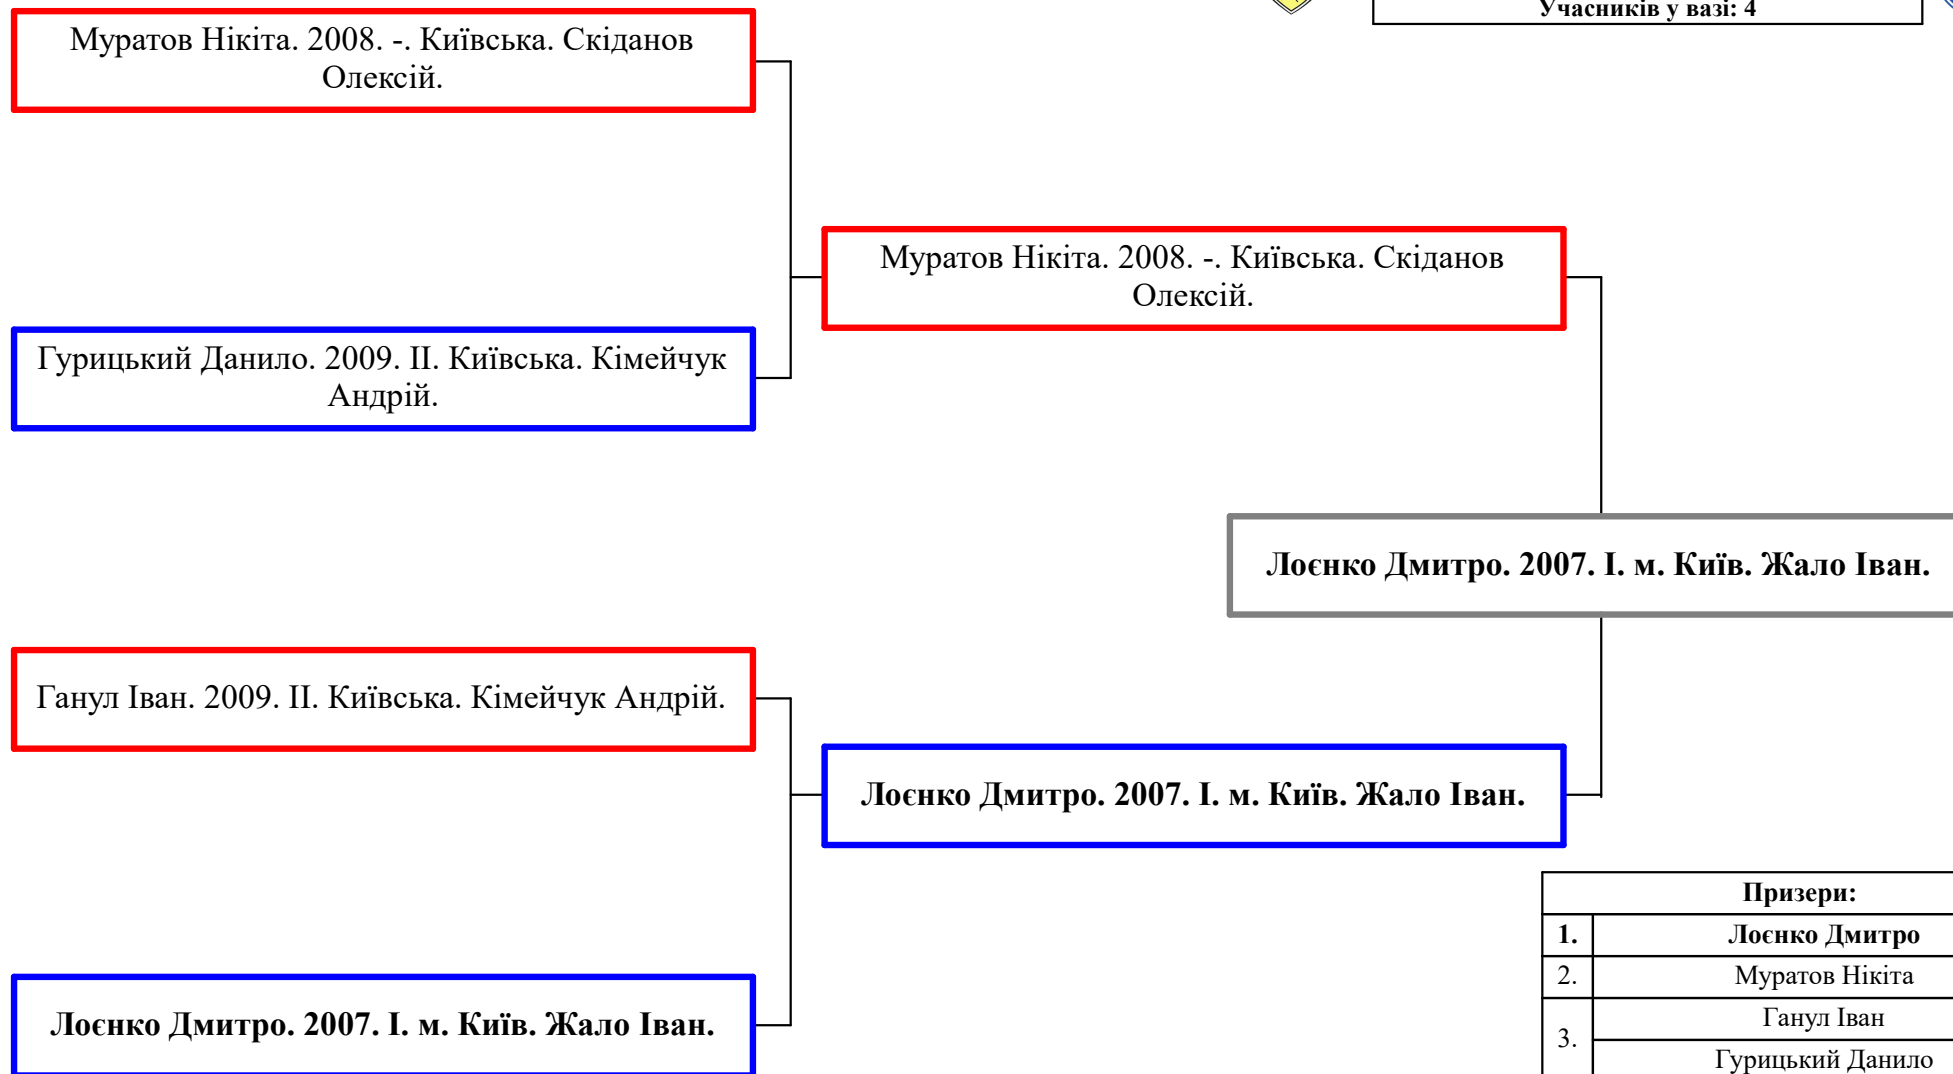 Учасників у вазі: 4
Муратов Нікіта. 2008. -. Київська. Скіданов
Олексій.
Муратов Нікіта. 2008. -. Київська. Скіданов
Олексій.
Гурицький Данило. 2009. II. Київська. Кімейчук
Андрій.
Лоєнко Дмитро. 2007. I. м. Київ. Жало Іван.
Ганул Іван. 2009. II. Київська. Кімейчук Андрій.
Лоєнко Дмитро. 2007. I. м. Київ. Жало Іван.
Лоєнко Дмитро. 2007. I. м. Київ. Жало Іван.
Призери:
1. Лоєнко Дмитро
2. Муратов Нікіта
3. Ганул Іван
Гурицький Данило